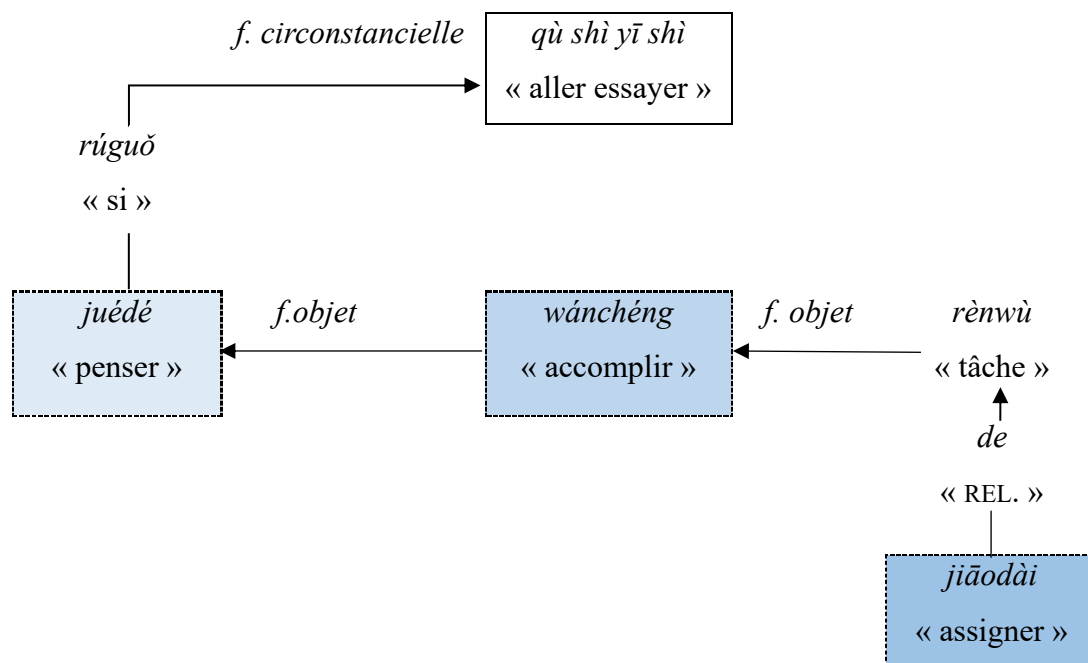 f. circonstancielle
qù shì yī shì
« aller essayer »
rúguǒ
« si »
juédé
« penser »
f.objet
wánchéng
« accomplir »
f. objet
rènwù
« tâche »
de
« REL. »
jiāodài
« assigner »